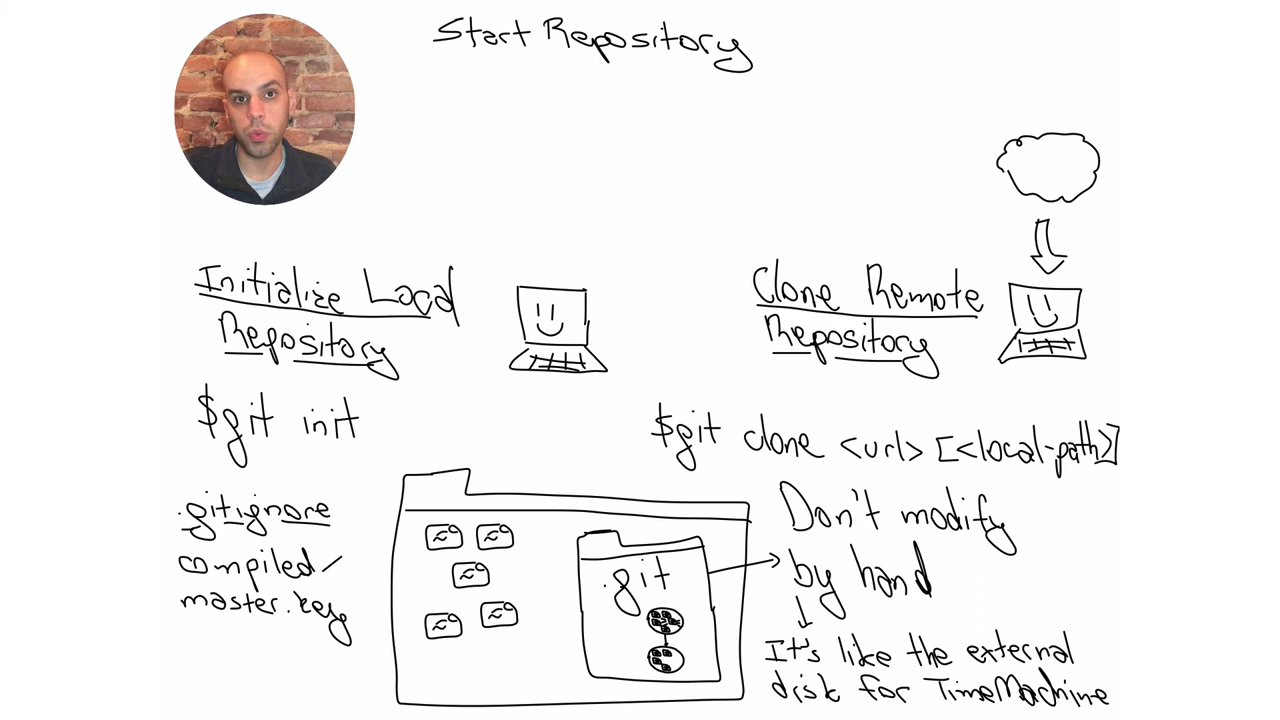 Start Repository
Initialize Local
Repository
$git init
.gitignore
compiled/
master.key
.git
Clone Remote
Repository
$git clone <url> [<local-path>]
Don't modify
by hand
It's like the external
disk for TimeMachine